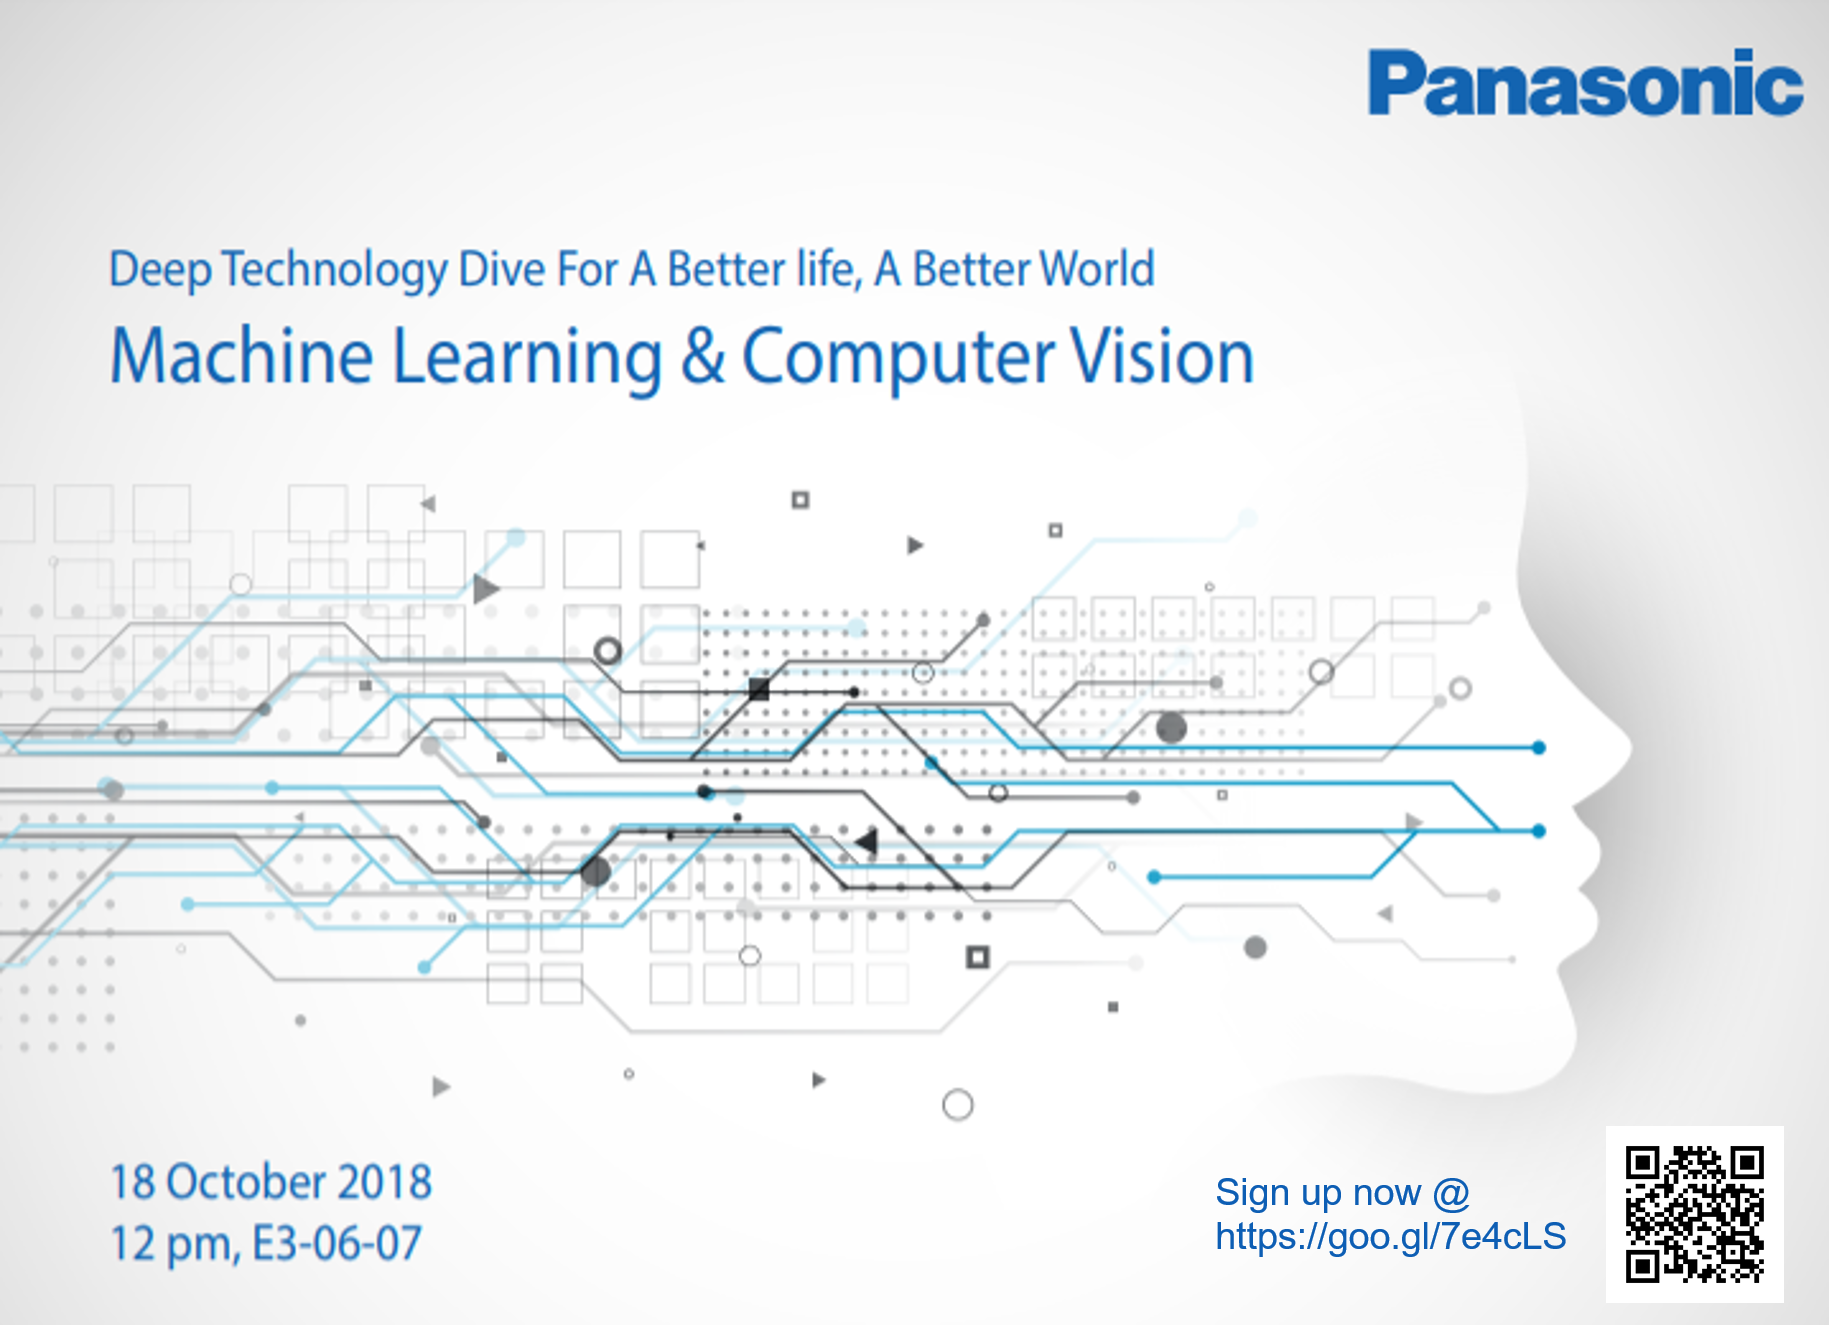 Panasonic
Deep Technology Dive For A Better life, A Better World
Machine Learning & Computer Vision
18 October 2018
12 pm, E3-06-07
Sign up now @
https://goo.gl/7e4cLS